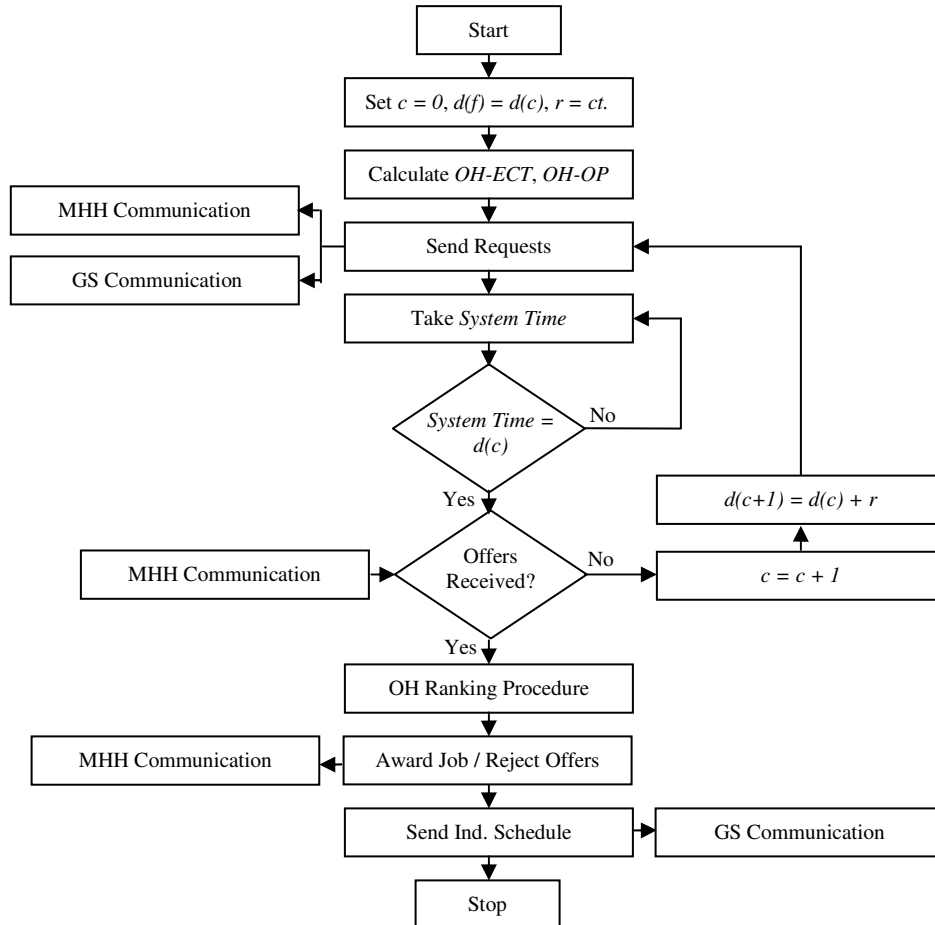 Start
Set c = 0, d(f) = d(c), r = ct.
Calculate OH-ECT, OH-OP
MHH Communication
Send Requests
GS Communication
Take System Time
System Time =
d(c)
No
Yes
d(c+1) = d(c) + r
Offers
Received?
No
MHH Communication
c = c + 1
Yes
OH Ranking Procedure
MHH Communication
Award Job / Reject Offers
Send Ind. Schedule
GS Communication
Stop